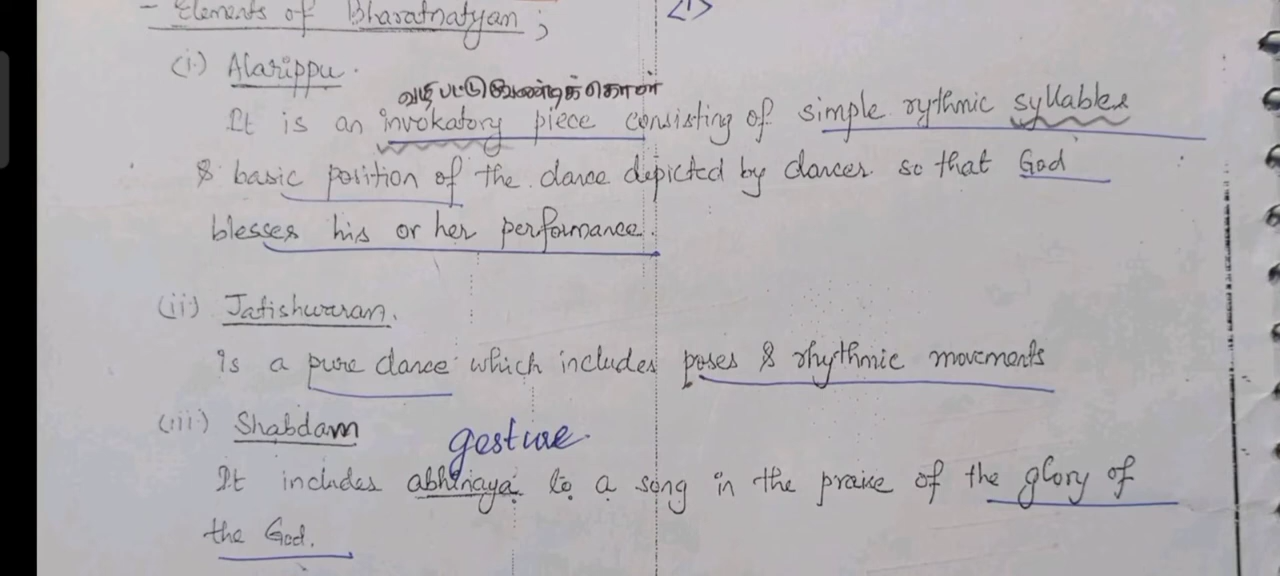 - Elements of Bharatnatyam ;
<1>
(i) Alarippu.
வழிபட்டுவேண்டிக்கொள்
It is an invokatory piece consisting of simple rythmic syllables
& basic position of the dance depicted by dancer so that God
blesses his or her performance.
(ii) Jatishwaran.
Is a pure dance which includes poses & rhythmic movements
(iii) Shabdam
gesture.
It includes abhinaya to a song in the praise of the glory of
the God.